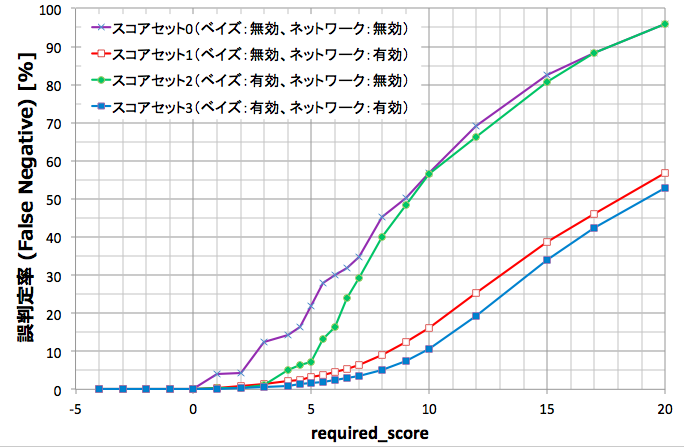 100
90
80
70
60
50
40
30
20
10
0
誤判定率 (False Negative) [%]
スコアセット0(ベイズ:無効、ネットワーク:無効)
スコアセット1(ベイズ:無効、ネットワーク:有効)
スコアセット2(ベイズ:有効、ネットワーク:無効)
スコアセット3(ベイズ:有効、ネットワーク:有効)
-5 0 5 10 15 20
required_score